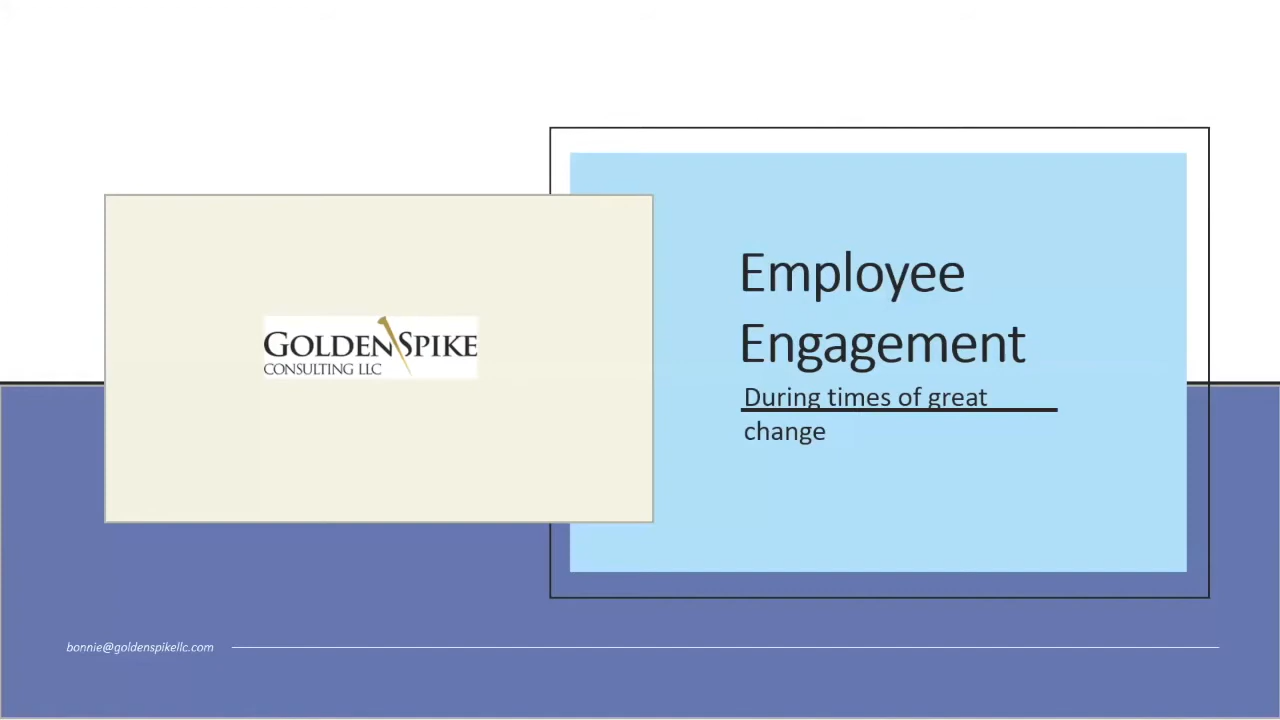 GOLDEN SPIKE
CONSULTING LLC
Employee
Engagement
During times of great
change
bonnie@goldenspikellc.com